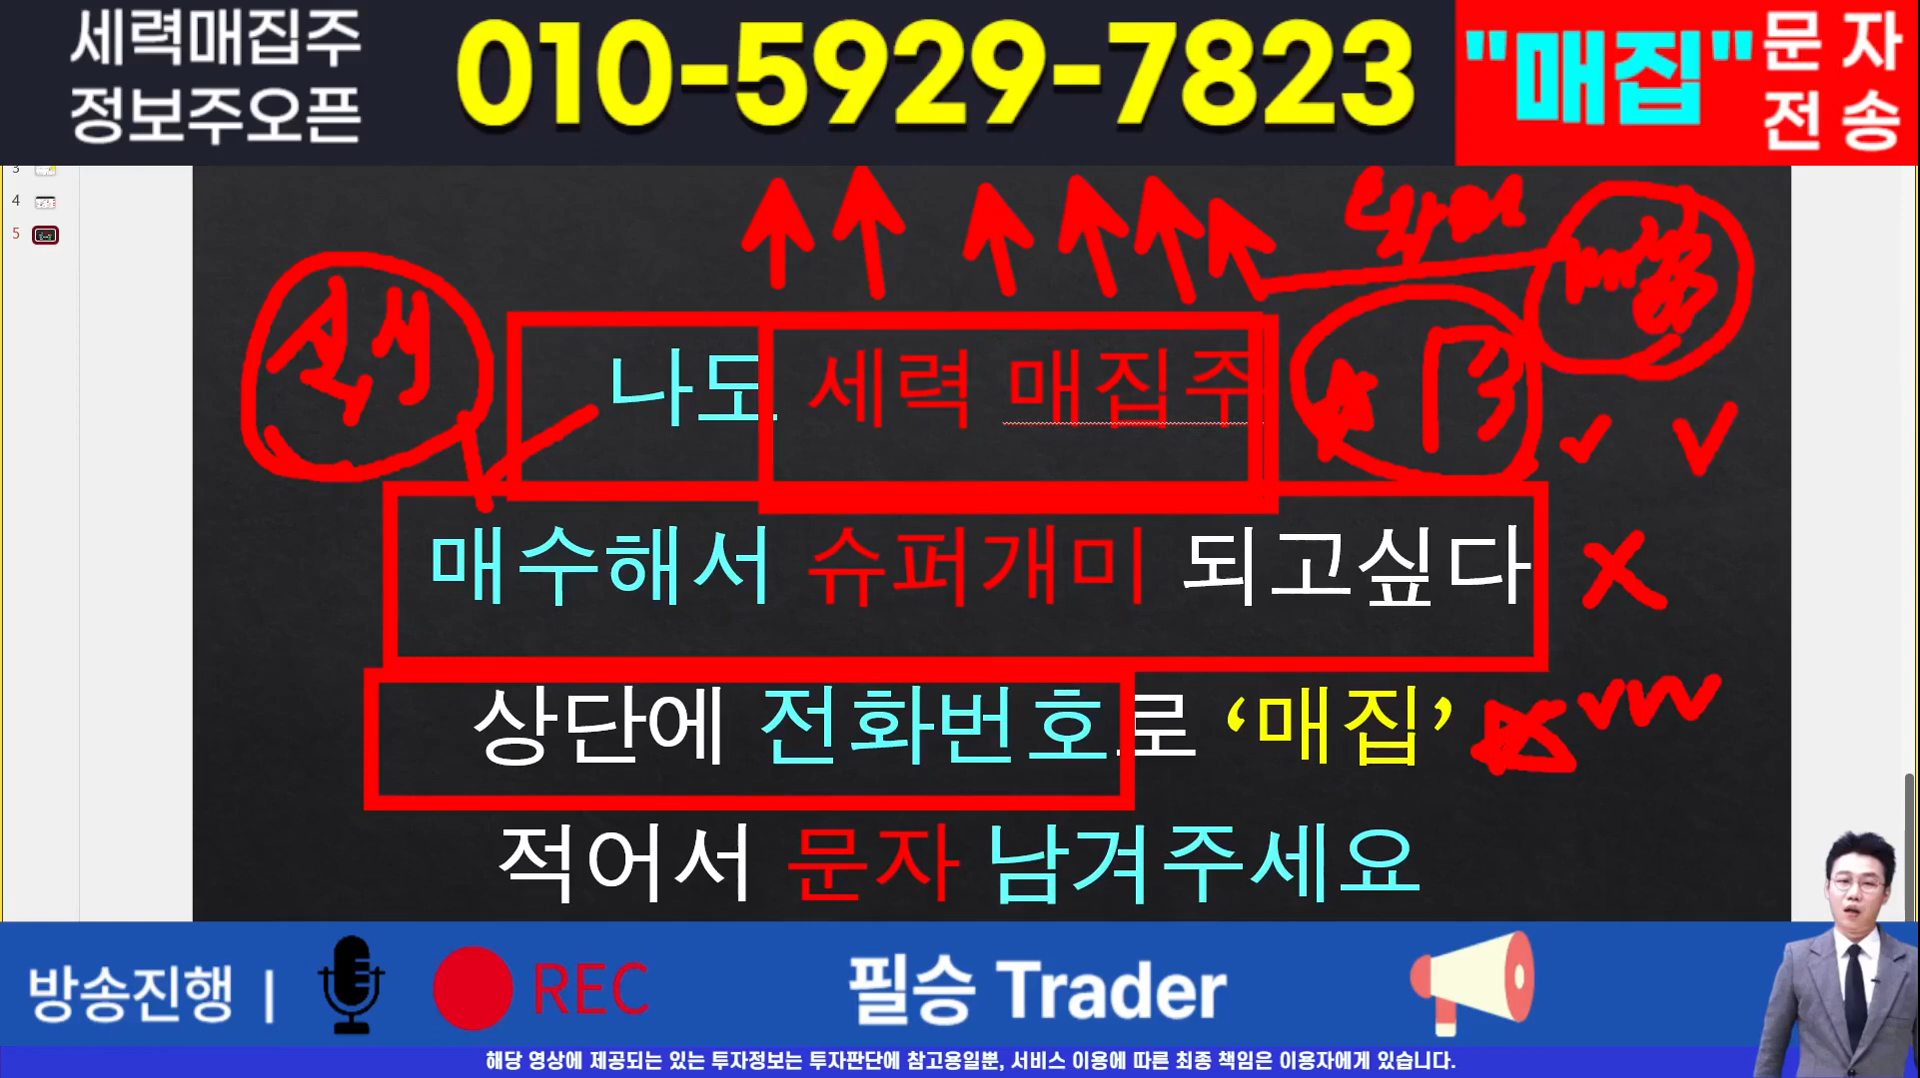 세력매집주
정보주오픈
010-5929-7823
"매집"
문자
전송
3
4
5
나도 세력 매집주
매수해서 슈퍼개미 되고싶다
상단에 전화번호로 ‘매집’
적어서 문자 남겨주세요
방송진행 |
REC
필승 Trader
해당 영상에 제공되는 있는 투자정보는 투자판단에 참고용일뿐, 서비스 이용에 따른 최종 책임은 이용자에게 있습니다.